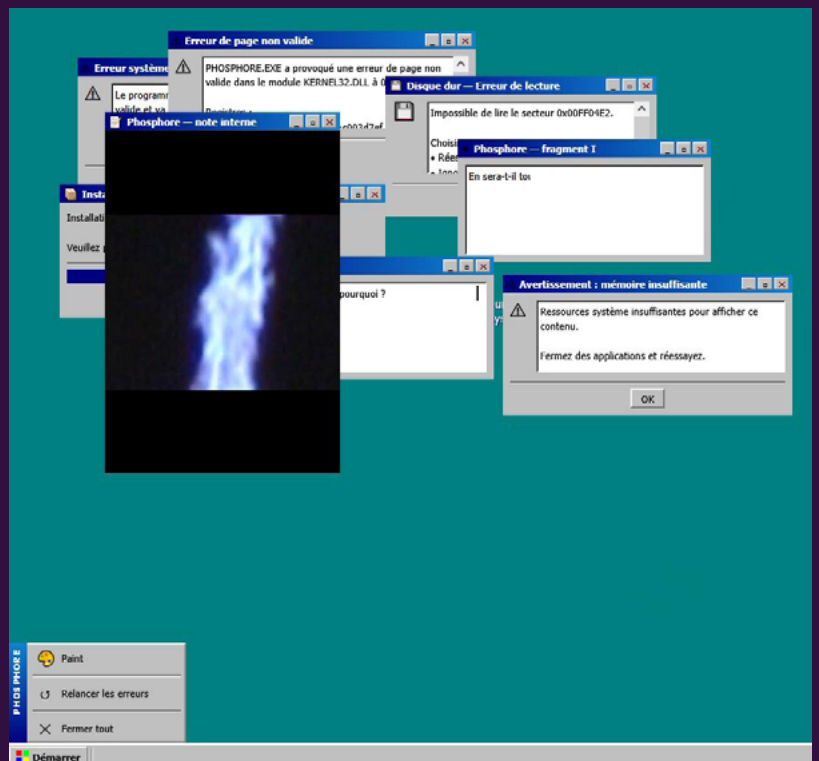 Erreur de page non valide
Erreur système
PHOSPHORE.EXE a provoqué une erreur de page non
valide dans le module KERNEL32.DLL à
Le programm
valide et va
Disque dur — Erreur de lecture
Impossible de lire le secteur 0x00FF04E2.
Choisi
• Rées
• Igno
Phosphore — note interne
Phosphore — fragment I
En sera-t-il tou
Insta
Installati
Veuillez
pourquoi ?
Avertissement : mémoire insuffisante
Ressources système insuffisantes pour afficher ce
contenu.
Fermez des applications et réessayez.
OK
PHOSPHORE
Paint
Relancer les erreurs
Fermer tout
Démarrer